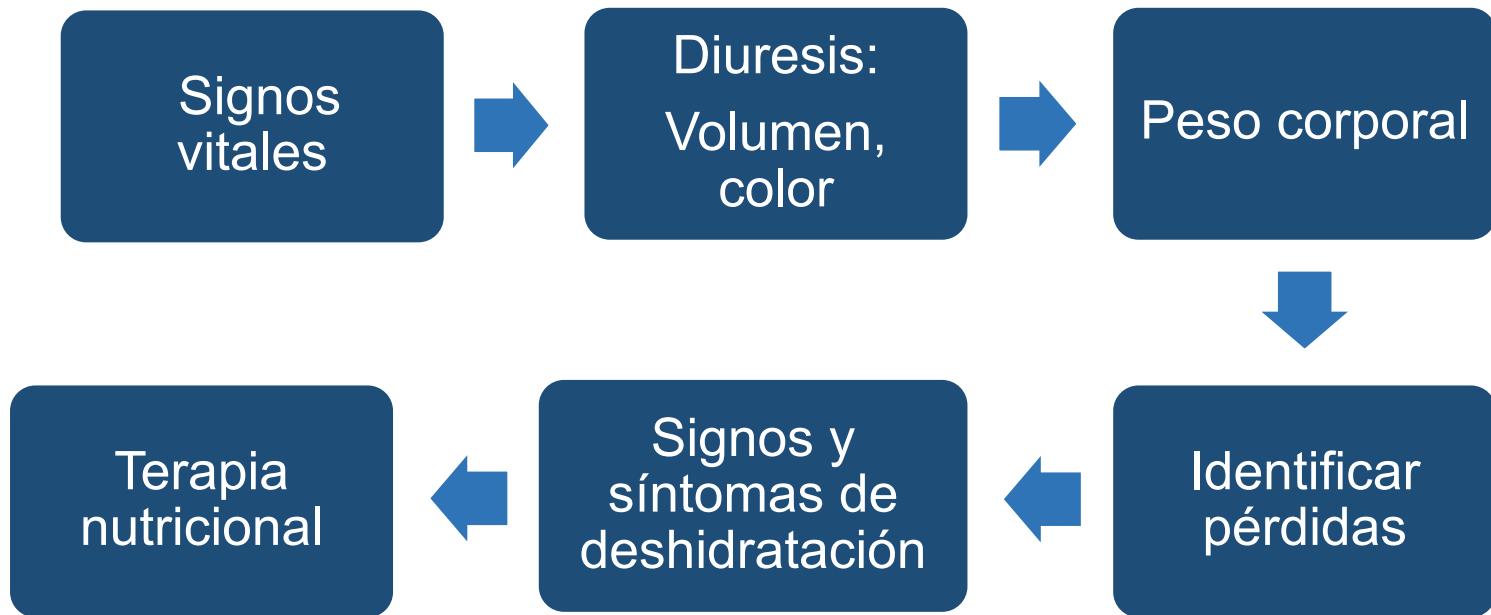 Signos
vitales
Diuresis:
Volumen,
color
Peso corporal
Identificar
pérdidas
Signos y
síntomas de
deshidratación
Terapia
nutricional